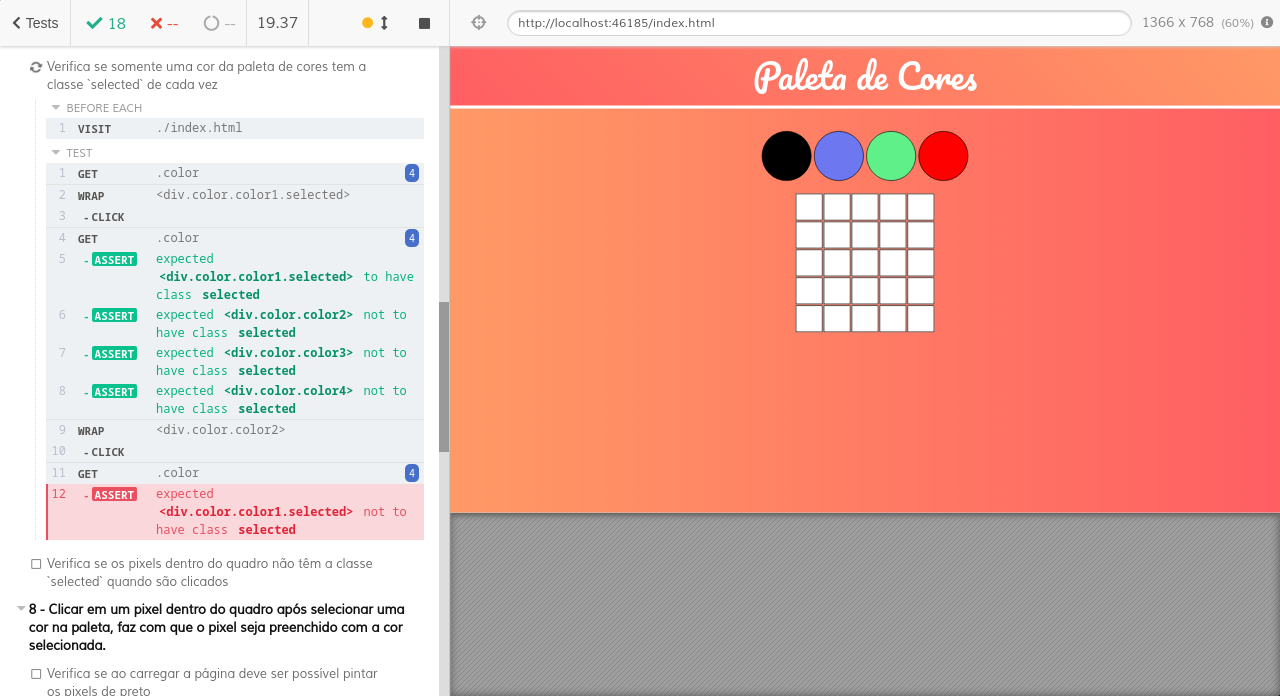 Tests 18 -- -- 19.37
http://localhost:46185/index.html 1366 x 768 (60%)
Verifica se somente uma cor da paleta de cores tem a
classe `selected` de cada vez
BEFORE EACH
1 VISIT ./index.html
TEST
1 GET .color 4
2 WRAP <div.color.color1.selected>
3 -CLICK
4 GET .color 4
5 -ASSERT expected
<div.color.color1.selected> to have
class selected
6 -ASSERT expected <div.color.color2> not to
have class selected
7 -ASSERT expected <div.color.color3> not to
have class selected
8 -ASSERT expected <div.color.color4> not to
have class selected
9 WRAP <div.color.color2>
10 -CLICK
11 GET .color 4
12 -ASSERT expected
<div.color.color1.selected> not to
have class selected
Verifica se os pixels dentro do quadro não têm a classe
`selected` quando são clicados
8 - Clicar em um pixel dentro do quadro após selecionar uma
cor na paleta, faz com que o pixel seja preenchido com a cor
selecionada.
Verifica se ao carregar a página deve ser possível pintar
os pixels de preto
Paleta de Cores